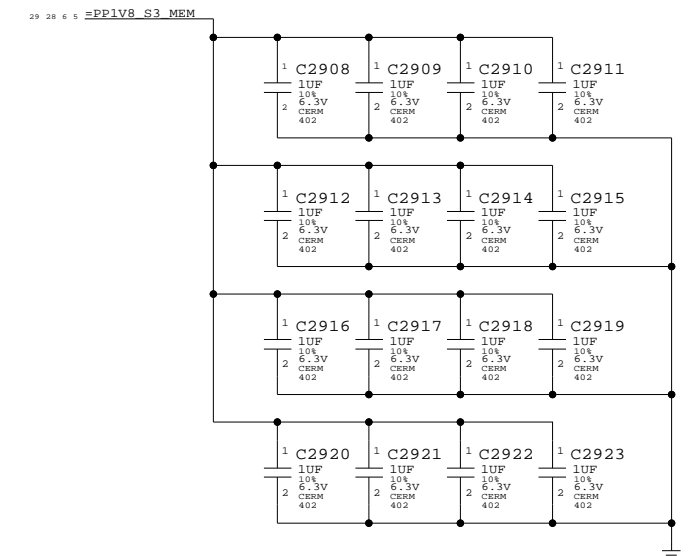 29 28 6 5 =PP1V8_S3_MEM
1 C2908 1 C2909 1 C2910 1 C2911
1UF 1UF 1UF 1UF
10% 10% 10% 10%
2 6.3V 2 6.3V 2 6.3V 2 6.3V
CERM CERM CERM CERM
402 402 402 402
1 C2912 1 C2913 1 C2914 1 C2915
1UF 1UF 1UF 1UF
10% 10% 10% 10%
2 6.3V 2 6.3V 2 6.3V 2 6.3V
CERM CERM CERM CERM
402 402 402 402
1 C2916 1 C2917 1 C2918 1 C2919
1UF 1UF 1UF 1UF
10% 10% 10% 10%
2 6.3V 2 6.3V 2 6.3V 2 6.3V
CERM CERM CERM CERM
402 402 402 402
1 C2920 1 C2921 1 C2922 1 C2923
1UF 1UF 1UF 1UF
10% 10% 10% 10%
2 6.3V 2 6.3V 2 6.3V 2 6.3V
CERM CERM CERM CERM
402 402 402 402